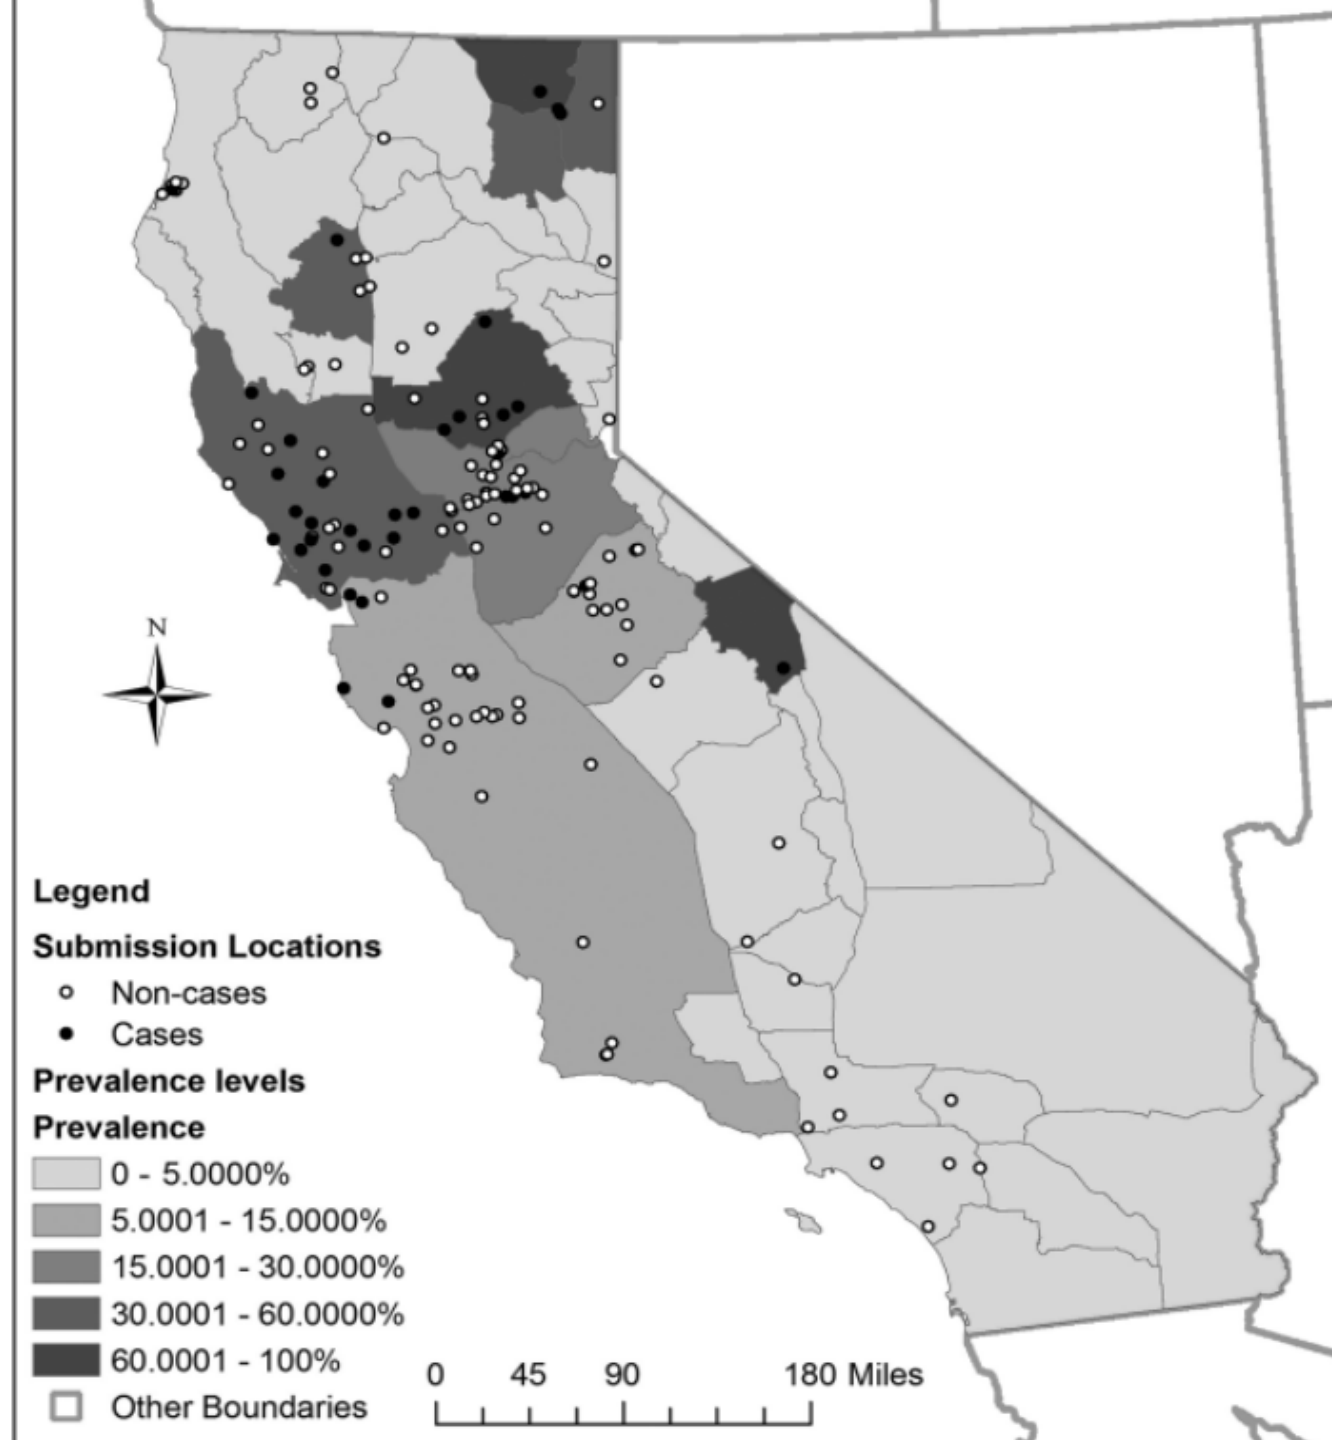 N
Legend
Submission Locations
Non-cases
Cases
Prevalence levels
Prevalence
0 - 5.0000%
5.0001 - 15.0000%
15.0001 - 30.0000%
30.0001 - 60.0000%
60.0001 - 100%
Other Boundaries
0 45 90 180 Miles